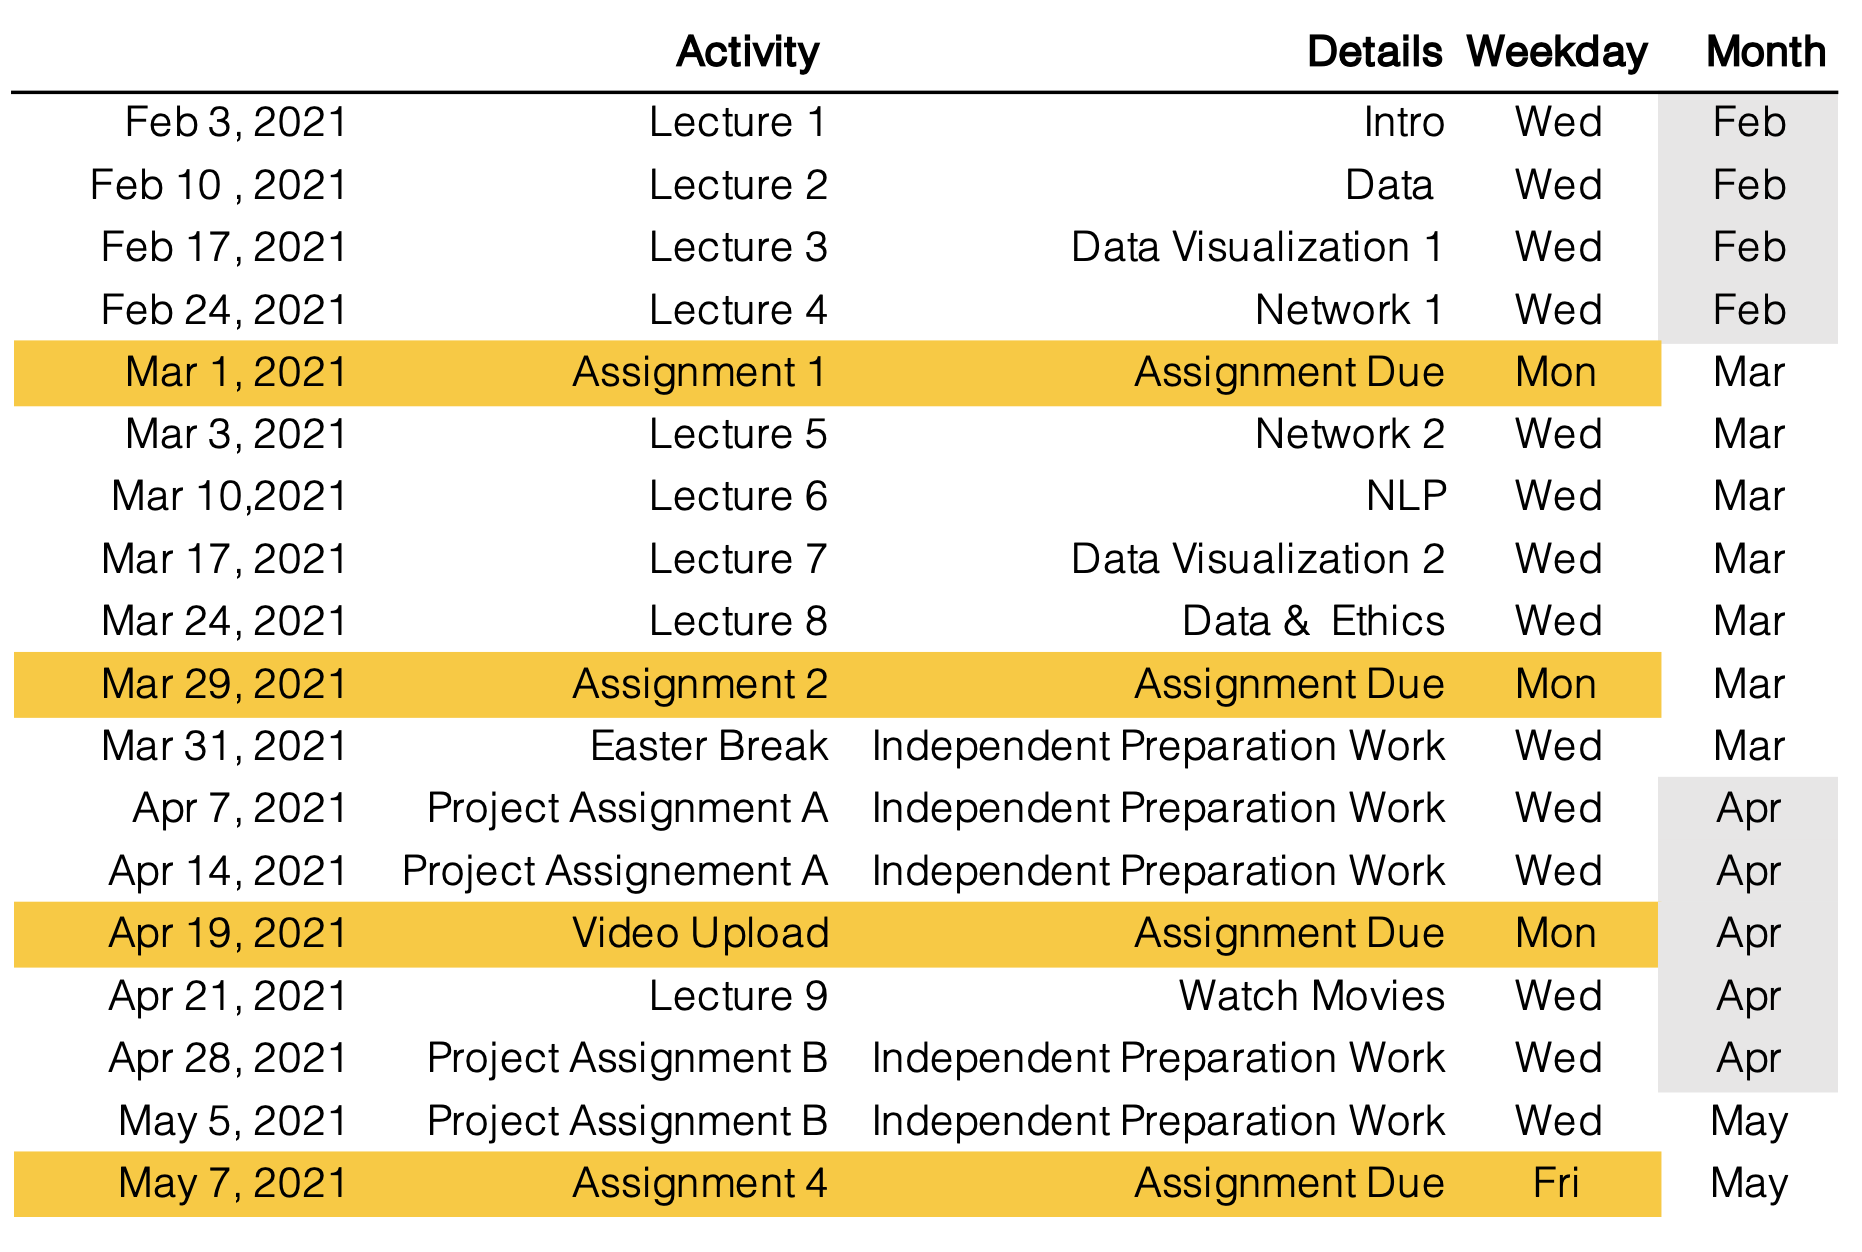 Activity Details Weekday Month
Feb 3, 2021 Lecture 1 Intro Wed Feb
Feb 10 , 2021 Lecture 2 Data Wed Feb
Feb 17, 2021 Lecture 3 Data Visualization 1 Wed Feb
Feb 24, 2021 Lecture 4 Network 1 Wed Feb
Mar 1, 2021 Assignment 1 Assignment Due Mon Mar
Mar 3, 2021 Lecture 5 Network 2 Wed Mar
Mar 10,2021 Lecture 6 NLP Wed Mar
Mar 17, 2021 Lecture 7 Data Visualization 2 Wed Mar
Mar 24, 2021 Lecture 8 Data &  Ethics Wed Mar
Mar 29, 2021 Assignment 2 Assignment Due Mon Mar
Mar 31, 2021 Easter Break Independent Preparation Work Wed Mar
Apr 7, 2021 Project Assignment A Independent Preparation Work Wed Apr
Apr 14, 2021 Project Assignement A Independent Preparation Work Wed Apr
Apr 19, 2021 Video Upload Assignment Due Mon Apr
Apr 21, 2021 Lecture 9 Watch Movies Wed Apr
Apr 28, 2021 Project Assignment B Independent Preparation Work Wed Apr
May 5, 2021 Project Assignment B Independent Preparation Work Wed May
May 7, 2021 Assignment 4 Assignment Due Fri May